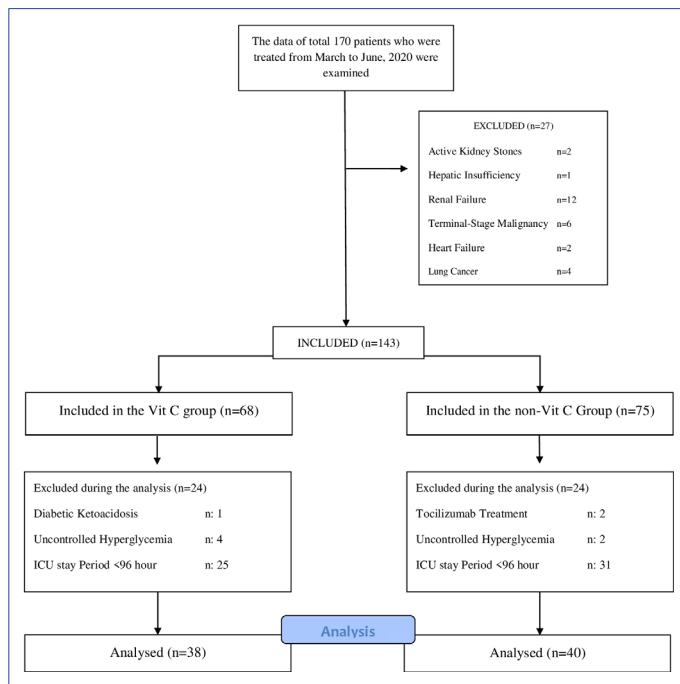 The data of total 170 patients who were
treated from March to June, 2020 were
examined
EXCLUDED (n=27)
Active Kidney Stones n=2
Hepatic Insufficiency n=1
Renal Failure n=12
Terminal-Stage Malignancy n=6
Heart Failure n=2
Lung Cancer n=4
INCLUDED (n=143)
Included in the Vit C group (n=68)
Included in the non-Vit C Group (n=75)
Excluded during the analysis (n=24)
Diabetic Ketoacidosis n: 1
Uncontrolled Hyperglycemia n: 4
ICU stay Period <96 hour n: 25
Excluded during the analysis (n=24)
Tocilizumab Treatment n: 2
Uncontrolled Hyperglycemia n: 2
ICU stay Period <96 hour n: 31
Analysis
Analysed (n=38)
Analysed (n=40)